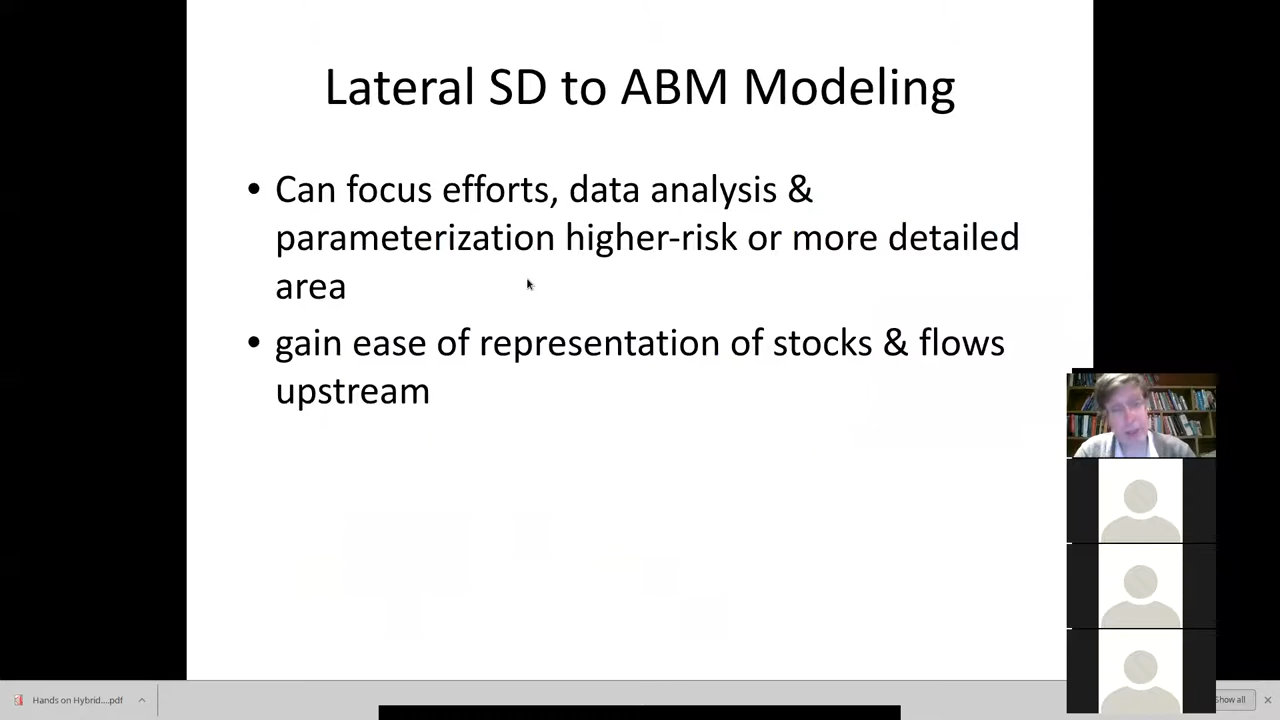 Lateral SD to ABM Modeling
• Can focus efforts, data analysis &
parameterization higher-risk or more detailed
area
• gain ease of representation of stocks & flows
upstream
Hands on Hybrid....pdf
Show all